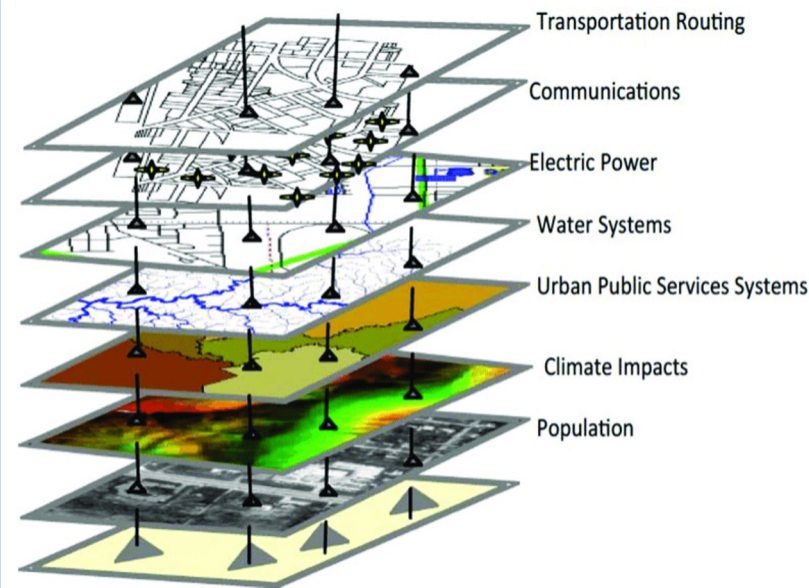 Transportation Routing
Communications
Electric Power
Water Systems
Urban Public Services Systems
Climate Impacts
Population